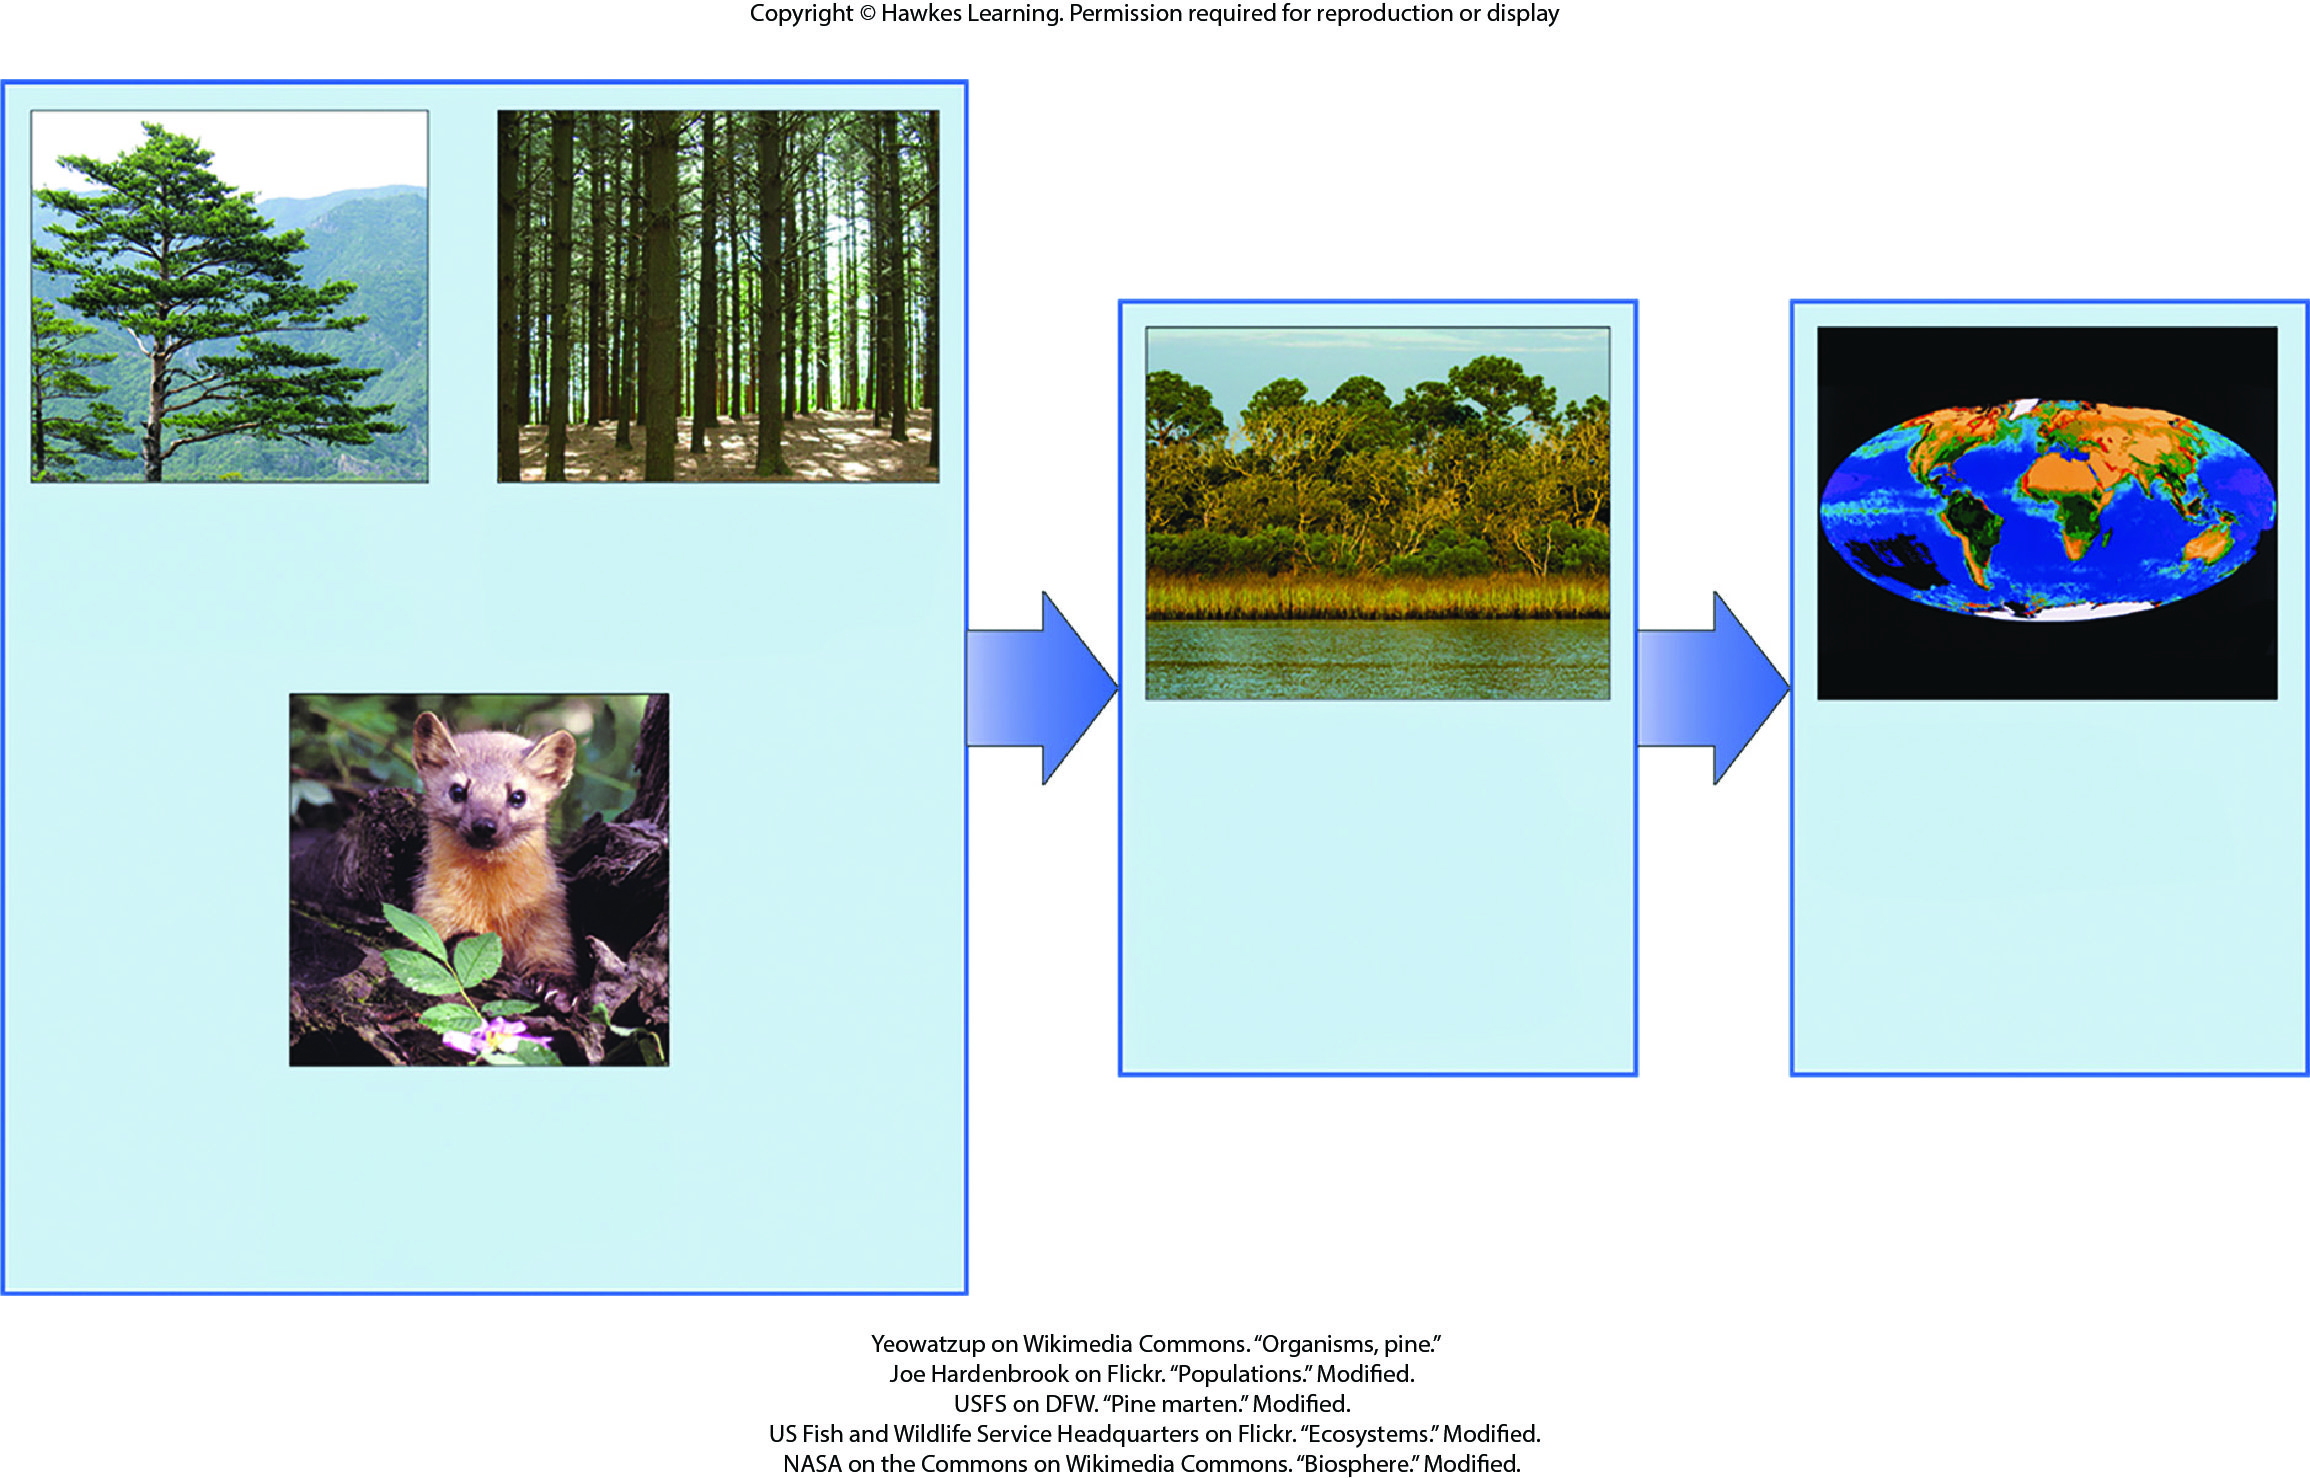 Copyright © Hawkes Learning. Permission required for reproduction or display
Yeowatzup on Wikimedia Commons. “Organisms, pine.”
Joe Hardenbrook on Flickr. “Populations.” Modified.
USFS on DFW. “Pine marten.” Modified.
US Fish and Wildlife Service Headquarters on Flickr. “Ecosystems.” Modified.
NASA on the Commons on Wikimedia Commons. “Biosphere.” Modified.